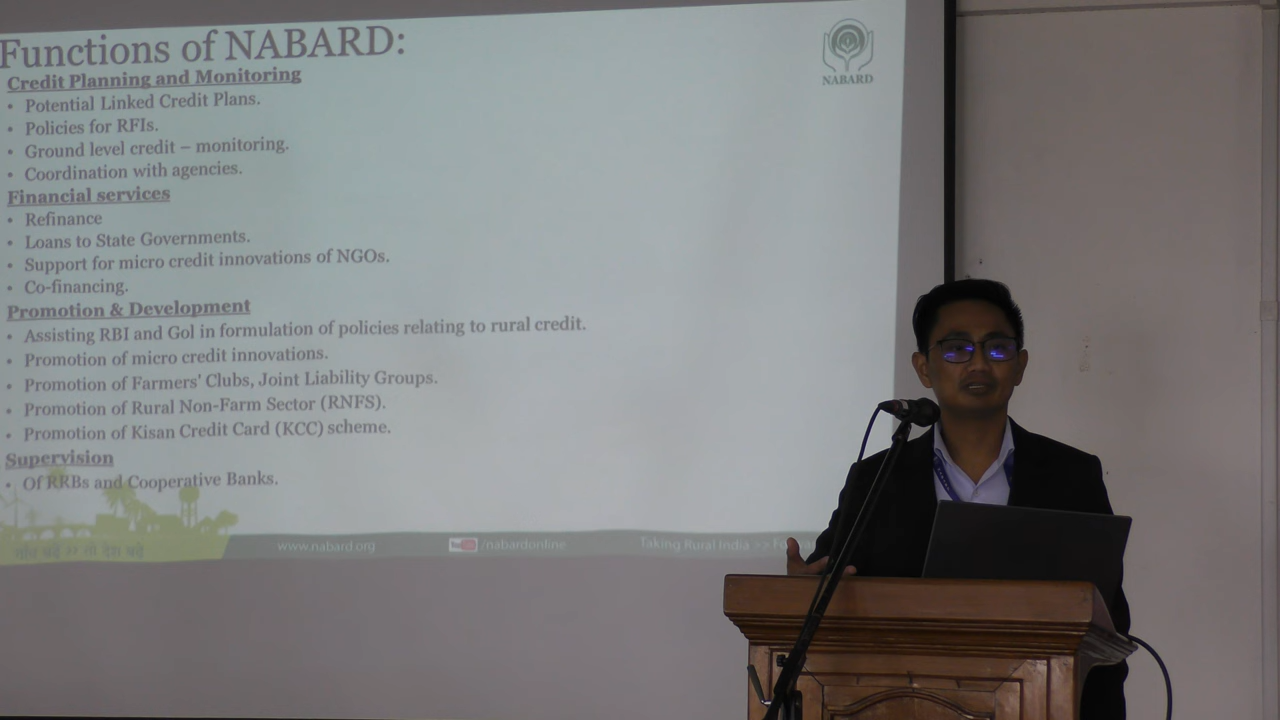 Functions of NABARD:
NABARD
Credit Planning and Monitoring
• Potential Linked Credit Plans.
• Policies for RFIs.
• Ground level credit – monitoring.
• Coordination with agencies.
Financial services
• Refinance
• Loans to State Governments.
• Support for micro credit innovations of NGOs.
• Co-financing.
Promotion & Development
• Assisting RBI and GoI in formulation of policies relating to rural credit.
• Promotion of micro credit innovations.
• Promotion of Farmers' Clubs, Joint Liability Groups.
• Promotion of Rural Non-Farm Sector (RNFS).
• Promotion of Kisan Credit Card (KCC) scheme.
Supervision
• Of RRBs and Cooperative Banks.
गाँव बढ़े >> तो देश बढ़े
www.nabard.org
/nabardonline
Taking Rural India >>